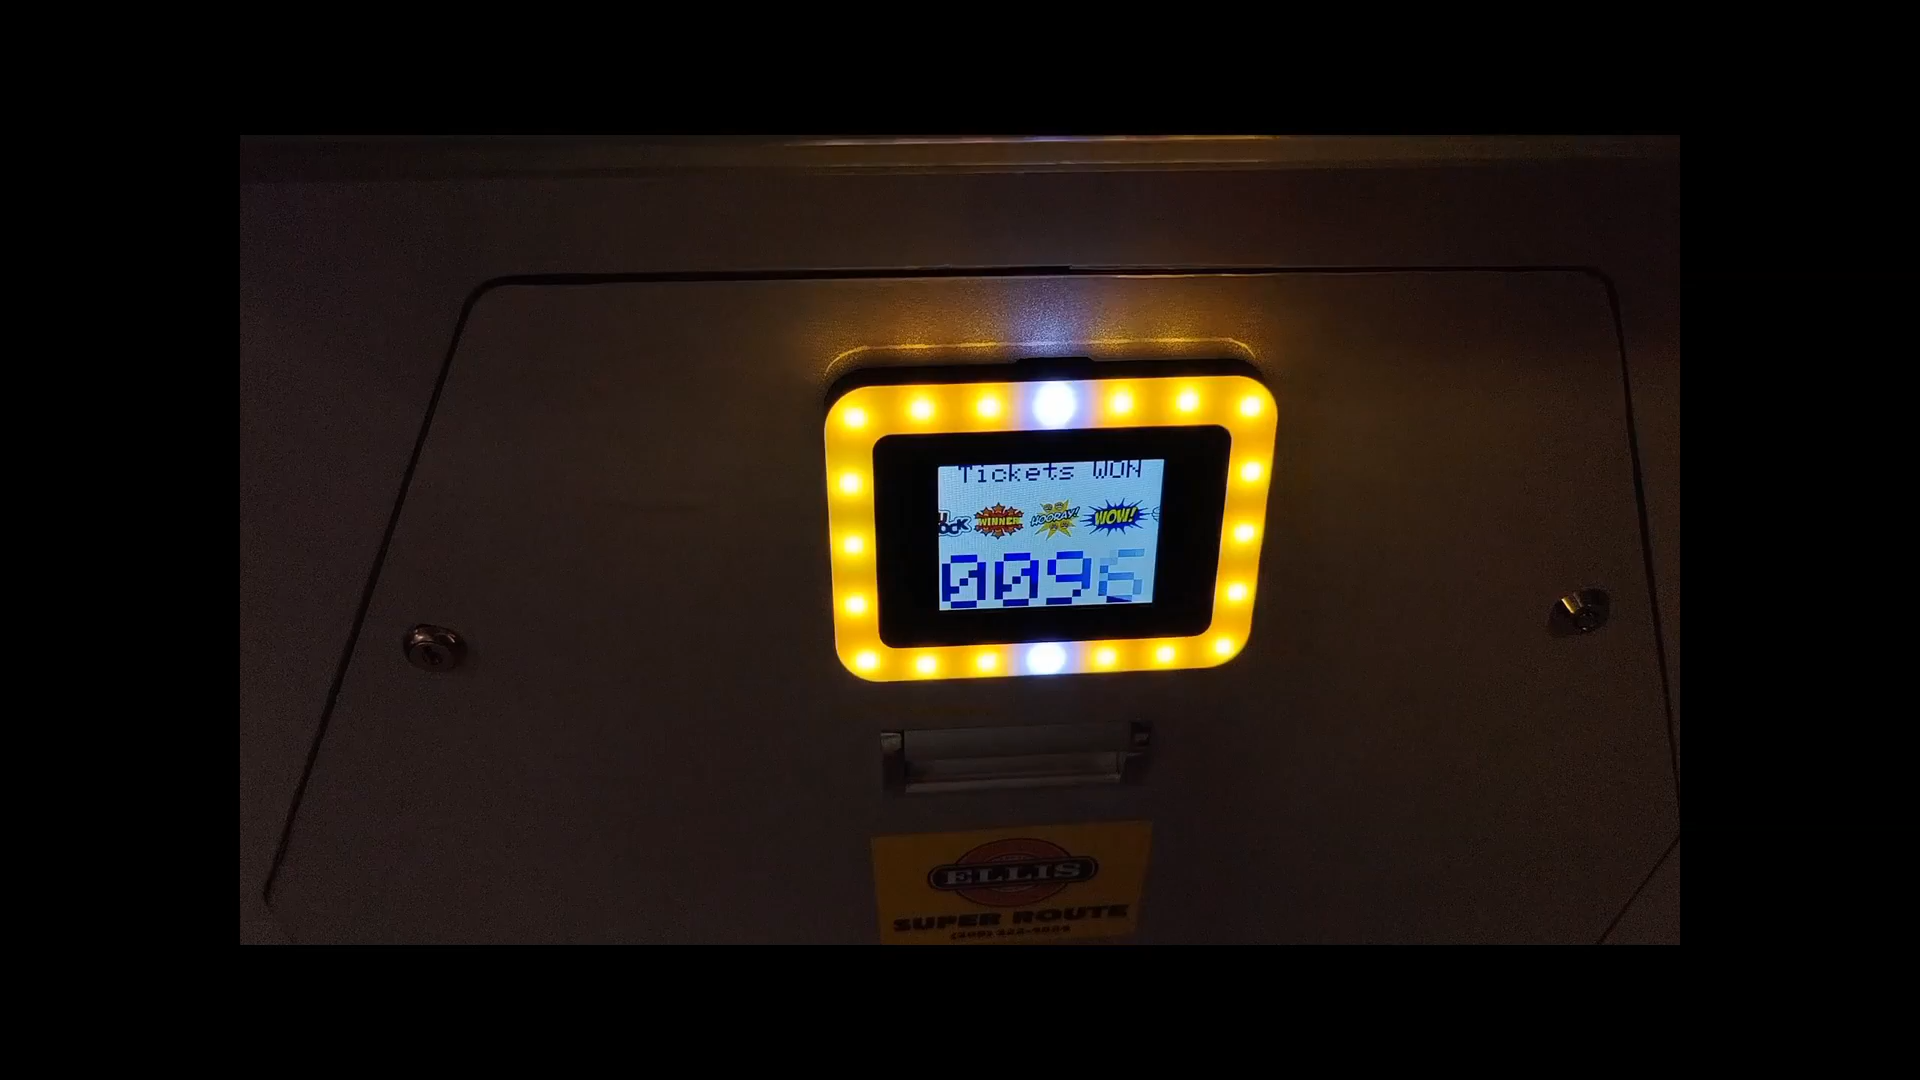 Tickets WON
WINNER HOORAY! WOW!
0096
ELLIS
SUPER ROUTE